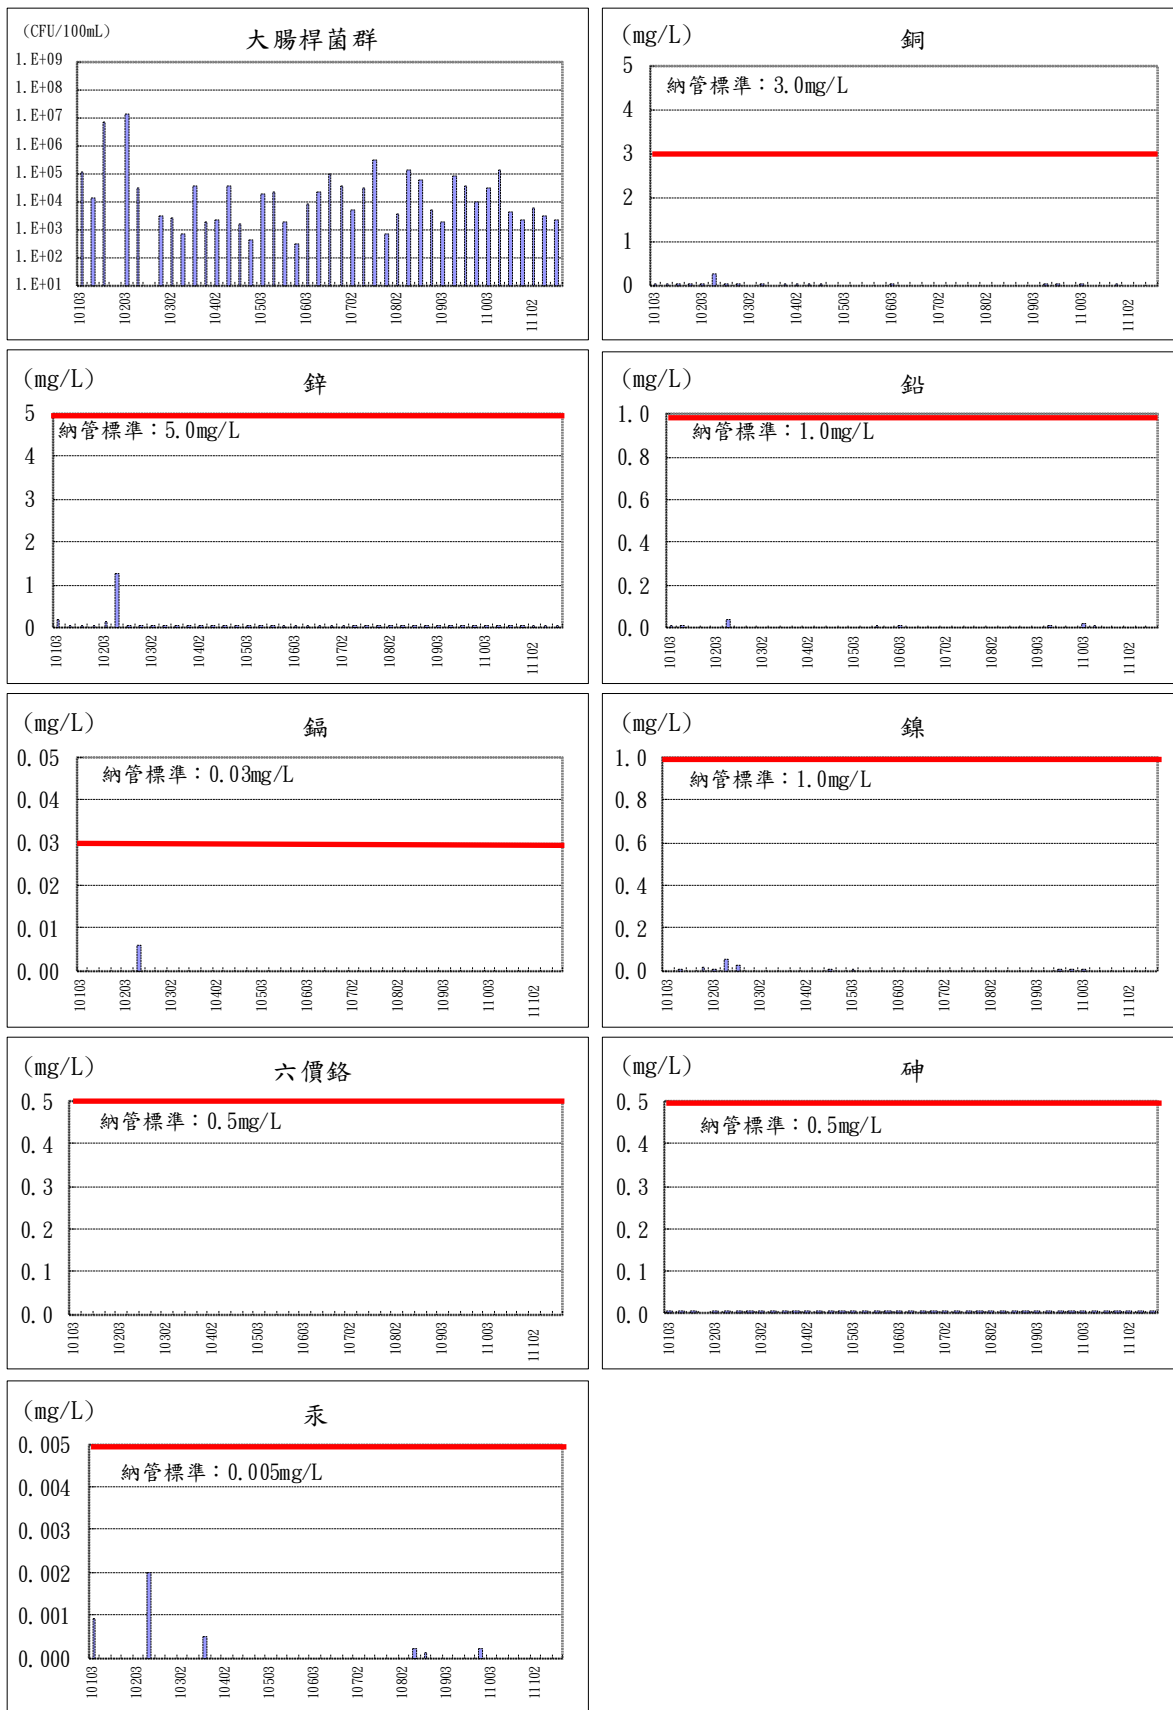 (CFU/100mL)
大腸桿菌群
1.E+09
1.E+08
1.E+07
1.E+06
1.E+05
1.E+04
1.E+03
1.E+02
1.E+01
10103 10203 10302 10402 10503 10603 10702 10802 10903 11003 11102
(mg/L)
銅
納管標準：3.0mg/L
5
4
3
2
1
0
10103 10203 10302 10402 10503 10603 10702 10802 10903 11003 11102
(mg/L)
鋅
納管標準：5.0mg/L
5
4
3
2
1
0
10103 10203 10302 10402 10503 10603 10702 10802 10903 11003 11102
(mg/L)
鉛
納管標準：1.0mg/L
1.0
0.8
0.6
0.4
0.2
0.0
10103 10203 10302 10402 10503 10603 10702 10802 10903 11003 11102
(mg/L)
鎘
納管標準：0.03mg/L
0.05
0.04
0.03
0.02
0.01
0.00
10103 10203 10302 10402 10503 10603 10702 10802 10903 11003 11102
(mg/L)
鎳
納管標準：1.0mg/L
1.0
0.8
0.6
0.4
0.2
0.0
10103 10203 10302 10402 10503 10603 10702 10802 10903 11003 11102
(mg/L)
六價鉻
納管標準：0.5mg/L
0.5
0.4
0.3
0.2
0.1
0.0
10103 10203 10302 10402 10503 10603 10702 10802 10903 11003 11102
(mg/L)
砷
納管標準：0.5mg/L
0.5
0.4
0.3
0.2
0.1
0.0
10103 10203 10302 10402 10503 10603 10702 10802 10903 11003 11102
(mg/L)
汞
納管標準：0.005mg/L
0.005
0.004
0.003
0.002
0.001
0.000
10103 10203 10302 10402 10503 10603 10702 10802 10903 11003 11102